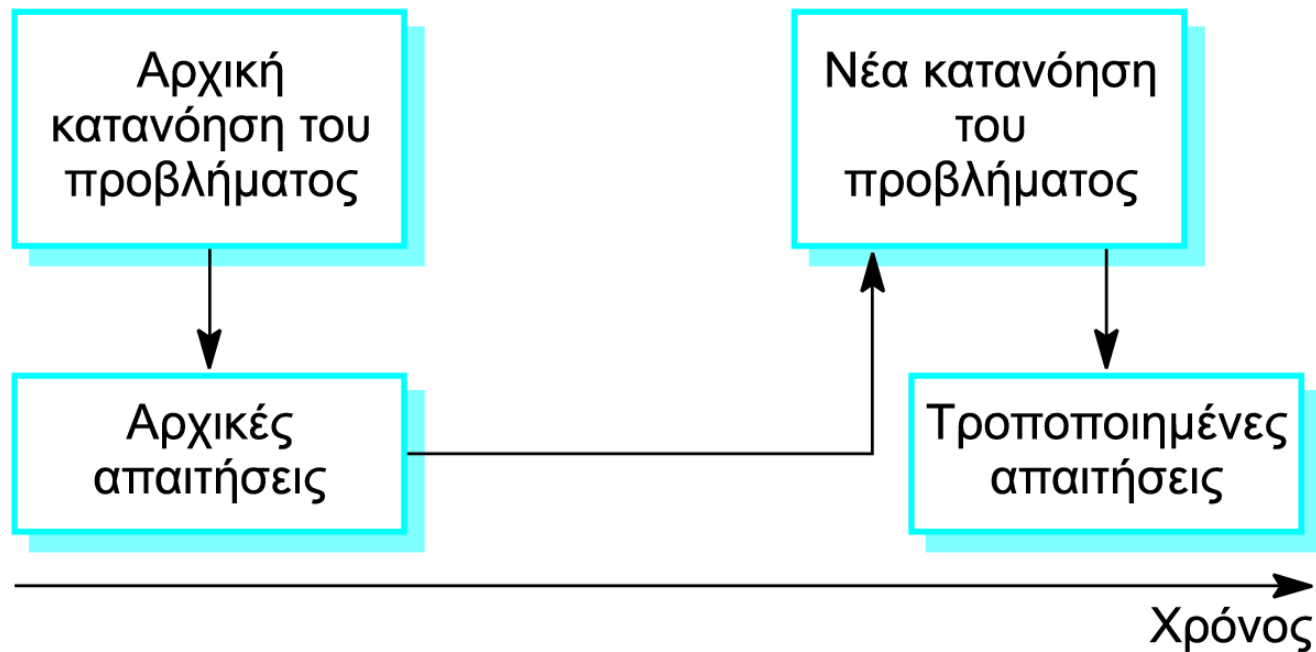 Αρχική
κατανόηση του
προβλήματος
Νέα κατανόηση
του
προβλήματος
Αρχικές
απαιτήσεις
Τροποποιημένες
απαιτήσεις
Χρόνος